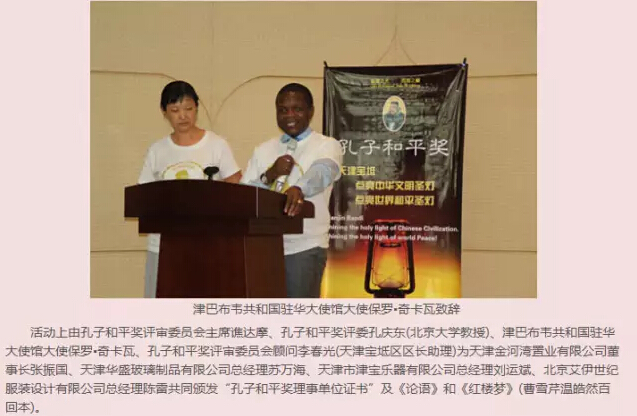 孔子和平奖
天津宝坻
点亮中华文明圣灯
点亮世界和平圣灯
Tianjin Baodi
ining the holy light of Chinese Civilization.
ining the holy light of world Peace!
津巴布韦共和国驻华大使馆大使保罗•奇卡瓦致辞
活动上由孔子和平奖评审委员会主席谯达摩、孔子和平奖评委孔庆东(北京大学教授)、津巴布韦共和国驻华
大使馆大使保罗•奇卡瓦、孔子和平奖评审委员会顾问李春光(天津宝坻区区长助理)为天津金河湾置业有限公司董
事长张振国、天津华盛玻璃制品有限公司总经理苏万海、天津市津宝乐器有限公司总经理刘运斌、北京艾伊世纪
服装设计有限公司总经理陈雷共同颁发“孔子和平奖理事单位证书”及《论语》和《红楼梦》(曹雪芹温皓然百
回本)。